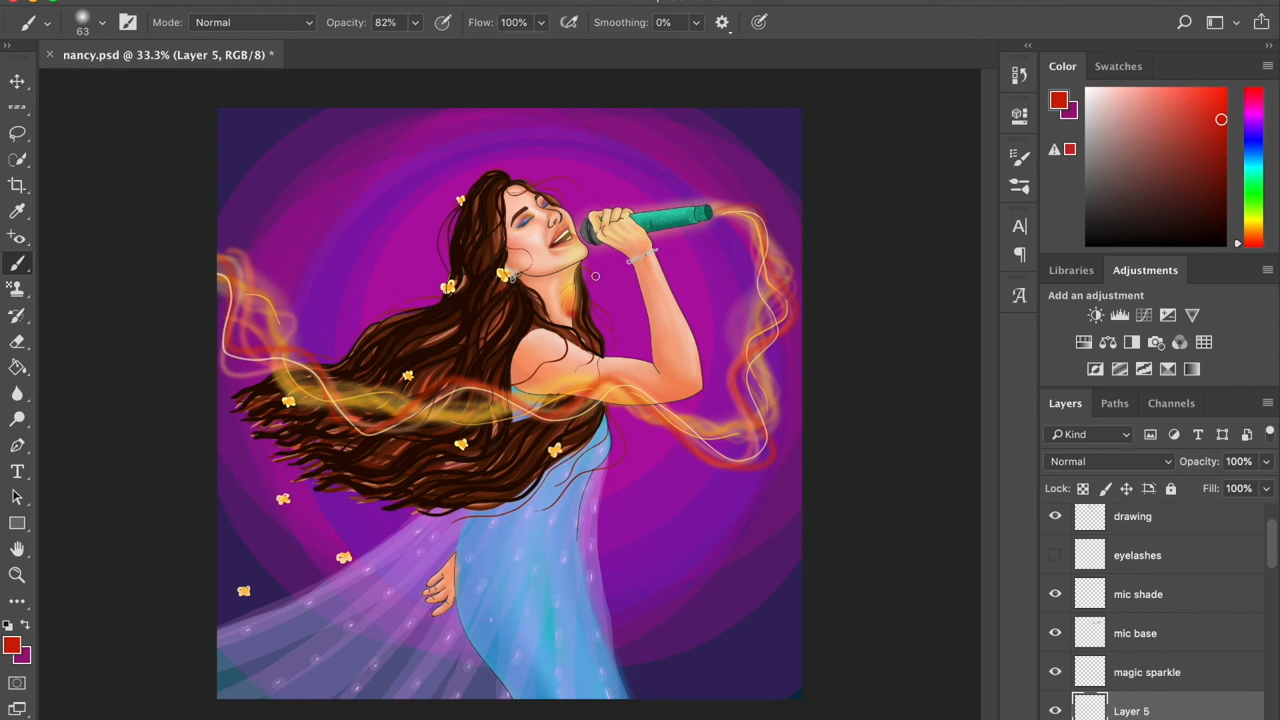 63
Mode: Normal
Opacity: 82%
Flow: 100%
Smoothing: 0%
nancy.psd @ 33.3% (Layer 5, RGB/8) *
Color
Swatches
Libraries
Adjustments
Add an adjustment
Layers
Paths
Channels
Kind
Normal
Opacity: 100%
Lock:
Fill: 100%
drawing
eyelashes
mic shade
mic base
magic sparkle
Layer 5